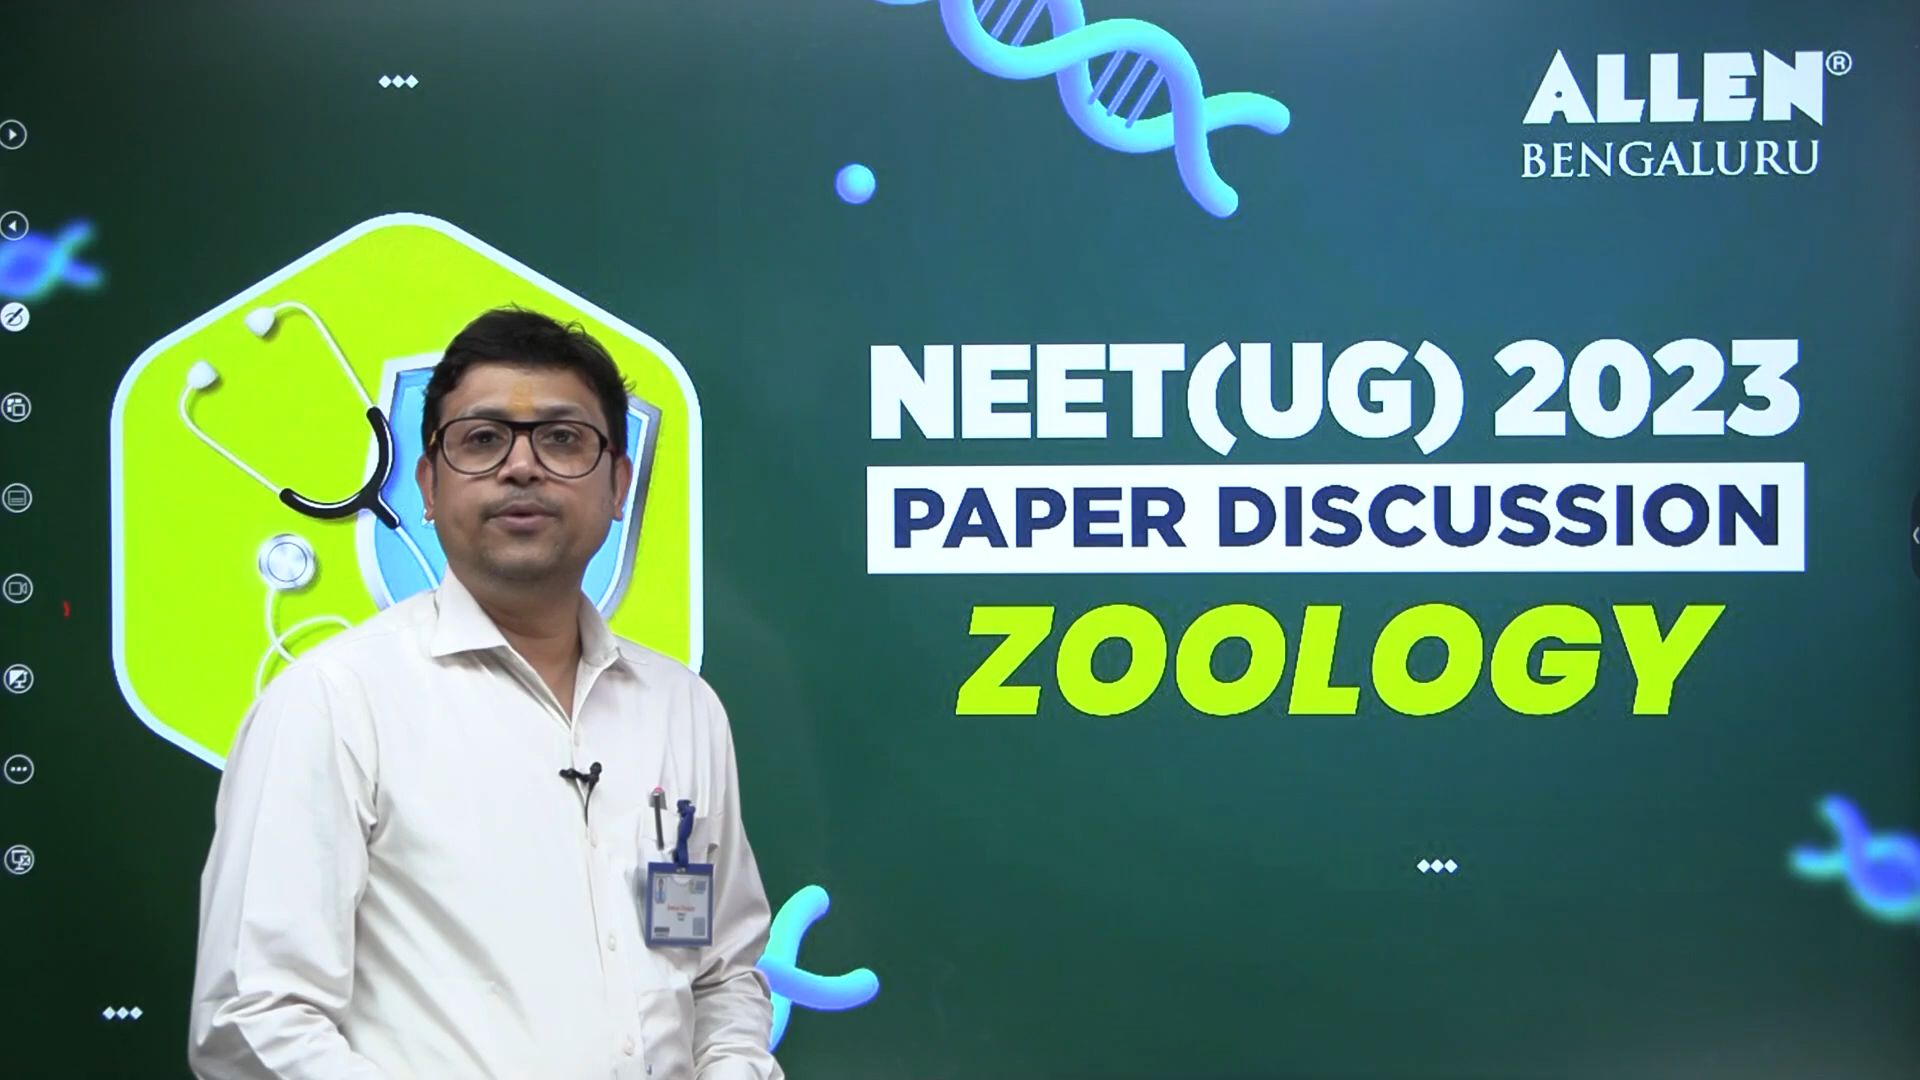 ALLEN®
BENGALURU
NEET(UG) 2023
PAPER DISCUSSION
ZOOLOGY